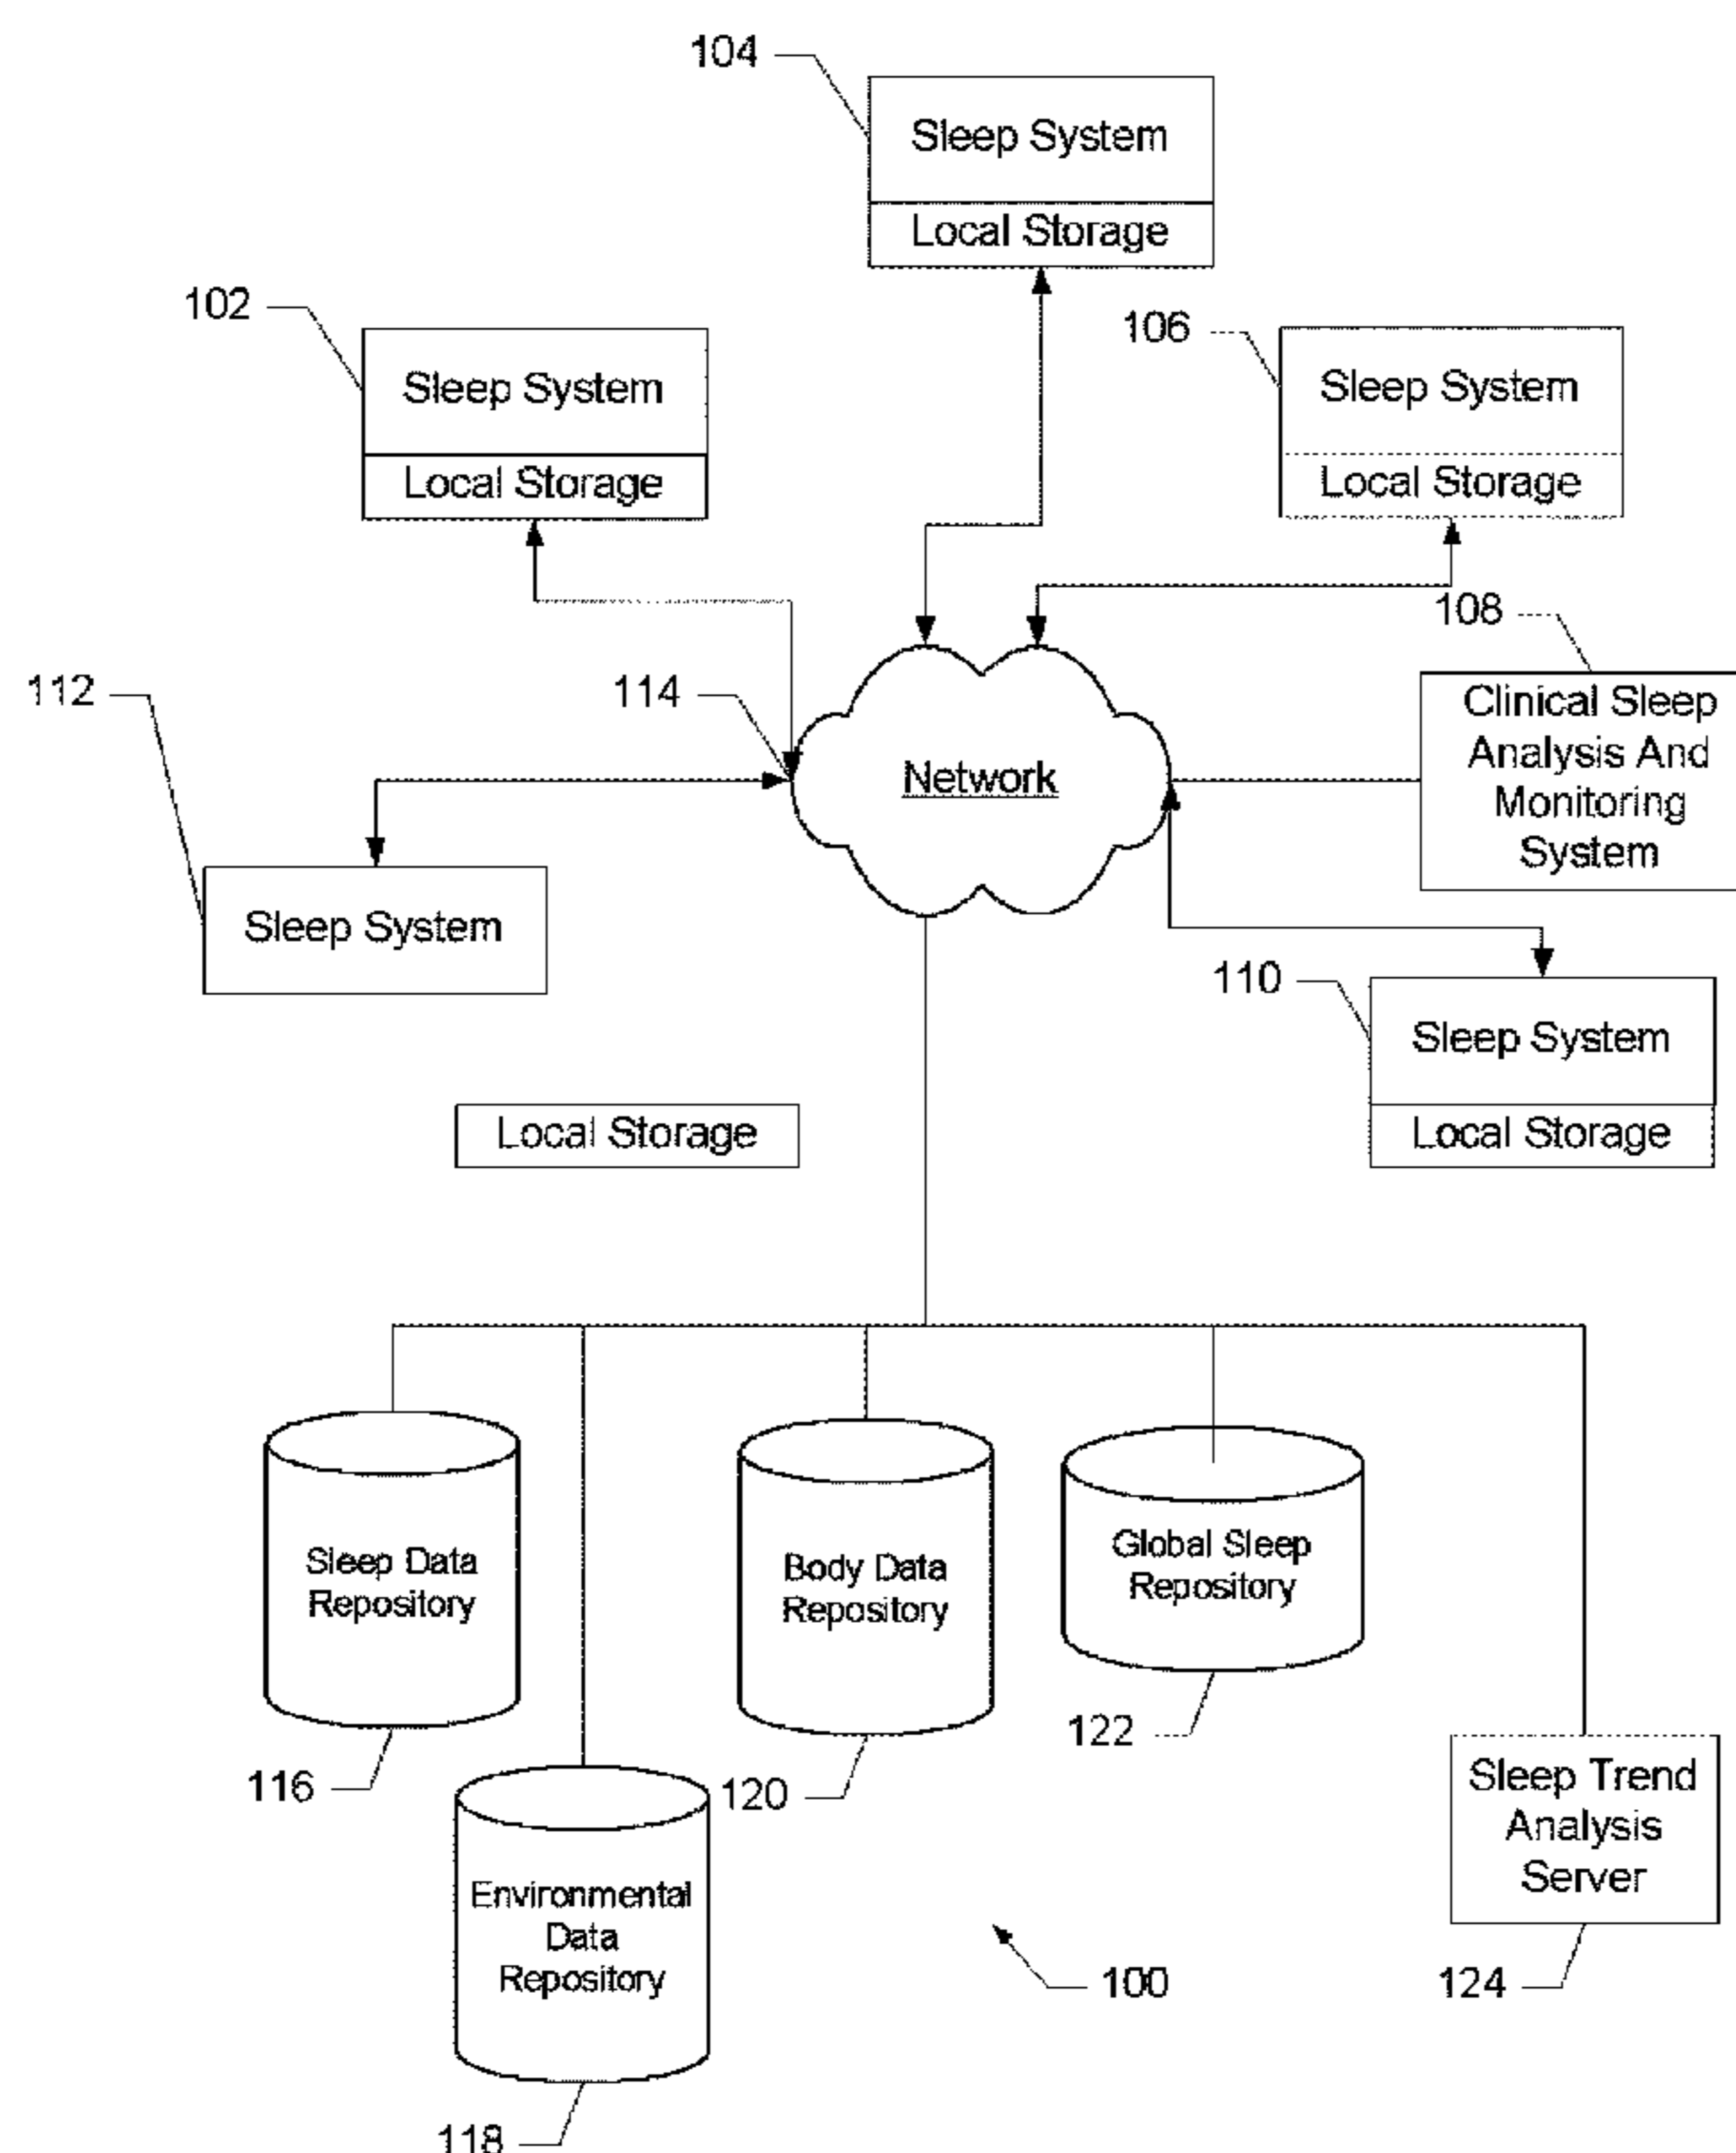 104
Sleep System
Local Storage
102
Sleep System
Local Storage
106
Sleep System
Local Storage
108
Clinical Sleep
Analysis And
Monitoring
System
112
114
Network
Sleep System
110
Sleep System
Local Storage
Local Storage
Sleep Data
Repository
Body Data
Repository
Global Sleep
Repository
116
120
122
Environmental
Data
Repository
Sleep Trend
Analysis
Server
100
124
118